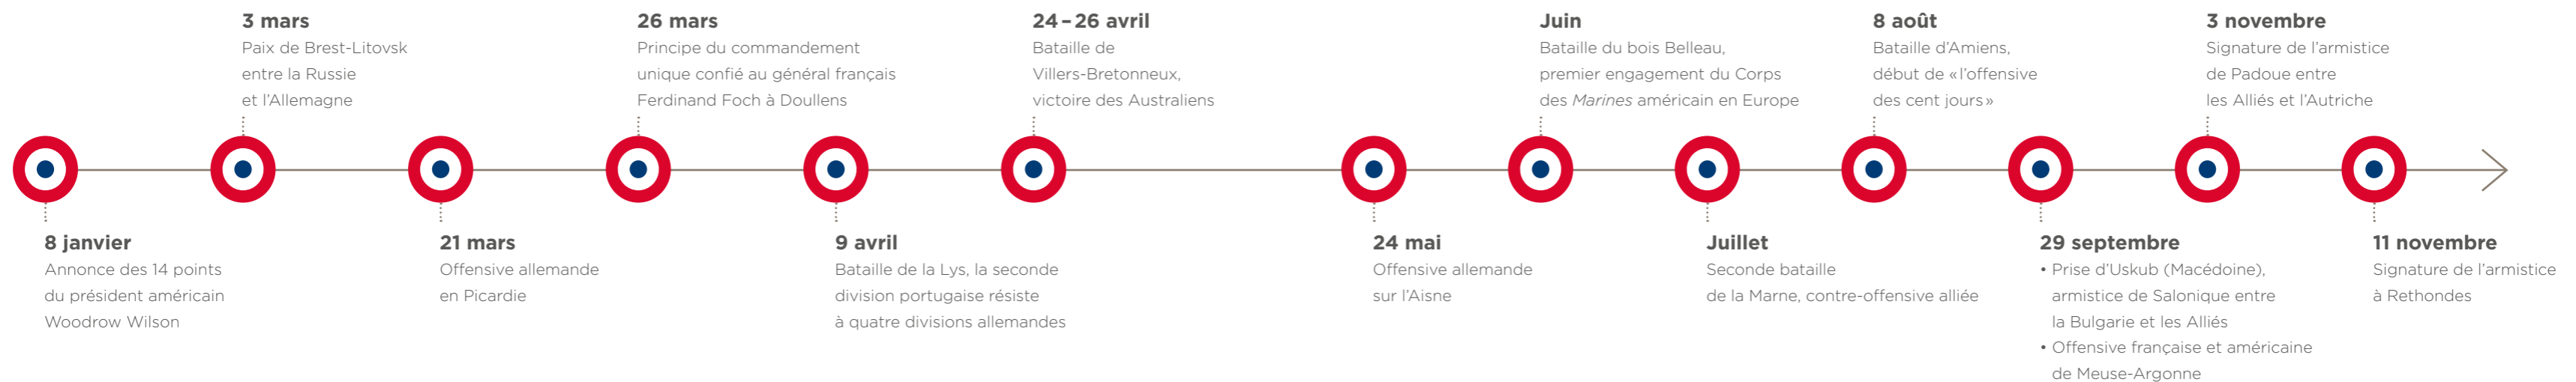 8 janvier
Annonce des 14 points
du président américain
Woodrow Wilson
3 mars
Paix de Brest-Litovsk
entre la Russie
et l’Allemagne
21 mars
Offensive allemande
en Picardie
26 mars
Principe du commandement
unique confié au général français
Ferdinand Foch à Doullens
9 avril
Bataille de la Lys, la seconde
division portugaise résiste
à quatre divisions allemandes
24 – 26 avril
Bataille de
Villers-Bretonneux,
victoire des Australiens
24 mai
Offensive allemande
sur l’Aisne
Juin
Bataille du bois Belleau,
premier engagement du Corps
des Marines américain en Europe
Juillet
Seconde bataille
de la Marne, contre-offensive alliée
8 août
Bataille d’Amiens,
début de « l’offensive
des cent jours »
29 septembre
• Prise d’Uskub (Macédoine),
armistice de Salonique entre
la Bulgarie et les Alliés
• Offensive française et américaine
de Meuse-Argonne
3 novembre
Signature de l’armistice
de Padoue entre
les Alliés et l’Autriche
11 novembre
Signature de l’armistice
à Rethondes